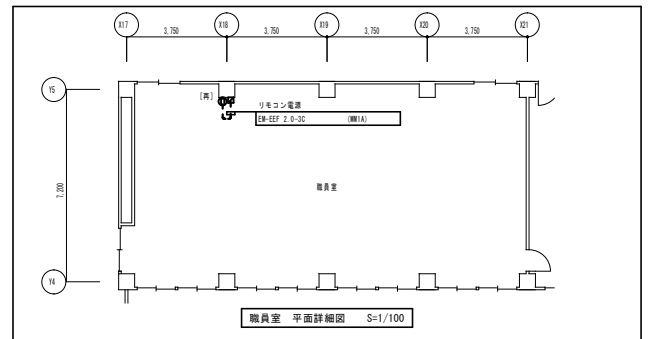 X17 X18 X19 X20 X21
3,750 3,750 3,750 3,750
Y5
[再]
リモコン電源
EM-EEF 2.0-3C (MM1A)
職員室
7,200
Y4
職員室 平面詳細図 S=1/100